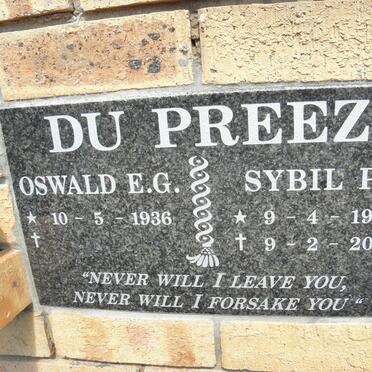 DU PREEZ
OSWALD E.G. SYBIL
★ 10 - 5 - 1936 ★ 9 - 4 - 19
✝ ✝ 9 - 2 - 20
"NEVER WILL I LEAVE YOU,
NEVER WILL I FORSAKE YOU "